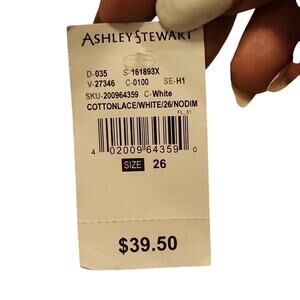 ASHLEY STEWART
D-035 S-161893X
V-27346 C-0100 SE-H1
SKU-200964359 C-White
COTTONLACE/WHITE/26/NODIM
FL_31
4 02009 64359 0
SIZE 26
$39.50